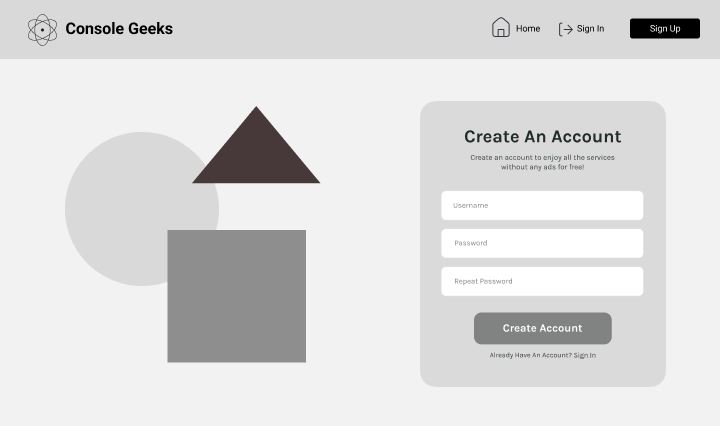 Console Geeks
Home
Sign In
Sign Up
Create An Account
Create an account to enjoy all the services
without any ads for free!
Username
Password
Repeat Password
Create Account
Already Have An Account? Sign In